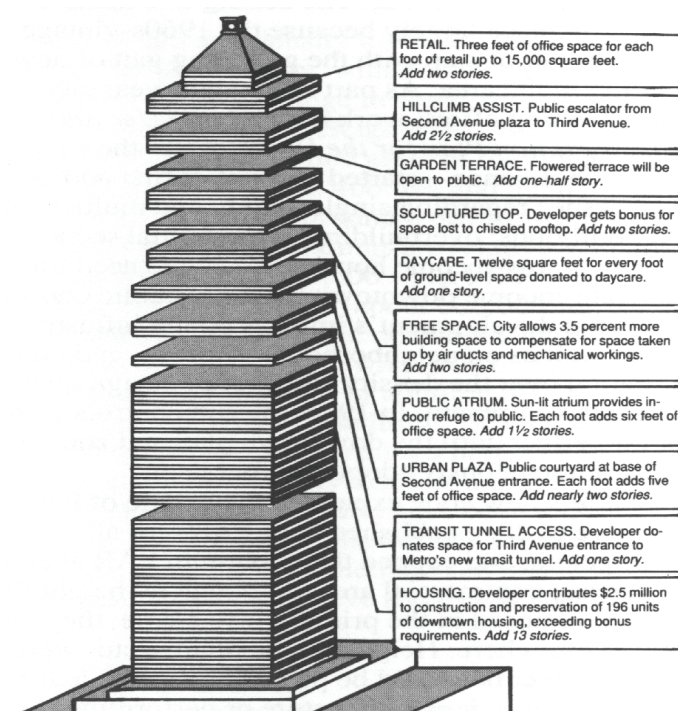 RETAIL. Three feet of office space for each
foot of retail up to 15,000 square feet.
Add two stories.
HILLCLIMB ASSIST. Public escalator from
Second Avenue plaza to Third Avenue.
Add 2½ stories.
GARDEN TERRACE. Flowered terrace will be
open to public. Add one-half story.
SCULPTURED TOP. Developer gets bonus for
space lost to chiseled rooftop. Add two stories.
DAYCARE. Twelve square feet for every foot
of ground-level space donated to daycare.
Add one story.
FREE SPACE. City allows 3.5 percent more
building space to compensate for space taken
up by air ducts and mechanical workings.
Add two stories.
PUBLIC ATRIUM. Sun-lit atrium provides in-
door refuge to public. Each foot adds six feet of
office space. Add 1½ stories.
URBAN PLAZA. Public courtyard at base of
Second Avenue entrance. Each foot adds five
feet of office space. Add nearly two stories.
TRANSIT TUNNEL ACCESS. Developer do-
nates space for Third Avenue entrance to
Metro's new transit tunnel. Add one story.
HOUSING. Developer contributes $2.5 million
to construction and preservation of 196 units
of downtown housing, exceeding bonus
requirements. Add 13 stories.